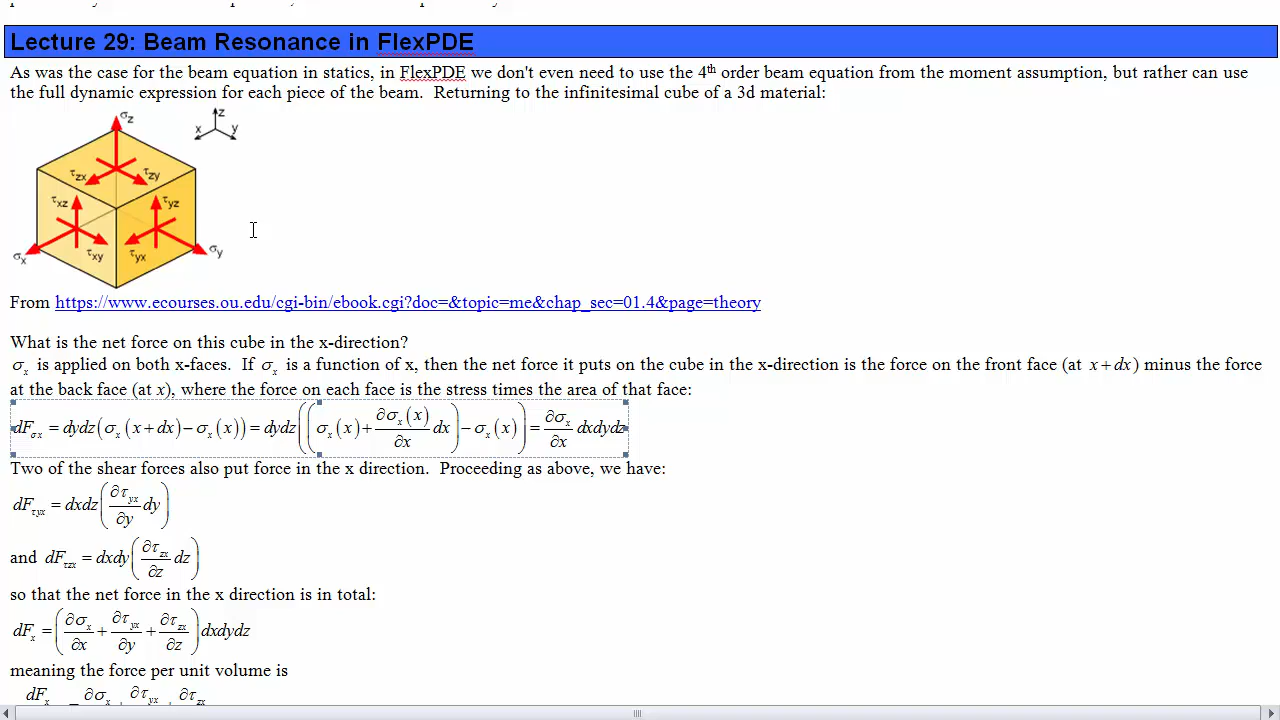 Lecture 29: Beam Resonance in FlexPDE
As was the case for the beam equation in statics, in FlexPDE we don't even need to use the 4th order beam equation from the moment assumption, but rather can use
the full dynamic expression for each piece of the beam. Returning to the infinitesimal cube of a 3d material:
σz
z
x y
τzx τzy
τxz τyz
σx τxy τyx σy
From https://www.ecourses.ou.edu/cgi-bin/ebook.cgi?doc=&topic=me&chap_sec=01.4&page=theory
What is the net force on this cube in the x-direction?
σx is applied on both x-faces. If σx is a function of x, then the net force it puts on the cube in the x-direction is the force on the front face (at x+dx) minus the force
at the back face (at x), where the force on each face is the stress times the area of that face:
dFσx = dydz(σx(x+dx)−σx(x)) = dydz((σx(x)+∂σx(x)/∂x dx)−σx(x)) = ∂σx/∂x dxdydz
Two of the shear forces also put force in the x direction. Proceeding as above, we have:
dFτyx = dxdz(∂τyx/∂y dy)
and dFτzx = dxdy(∂τzx/∂z dz)
so that the net force in the x direction is in total:
dFx = (∂σx/∂x + ∂τyx/∂y + ∂τzx/∂z) dxdydz
meaning the force per unit volume is
dFx = ∂σx + ∂τyx + ∂τzx